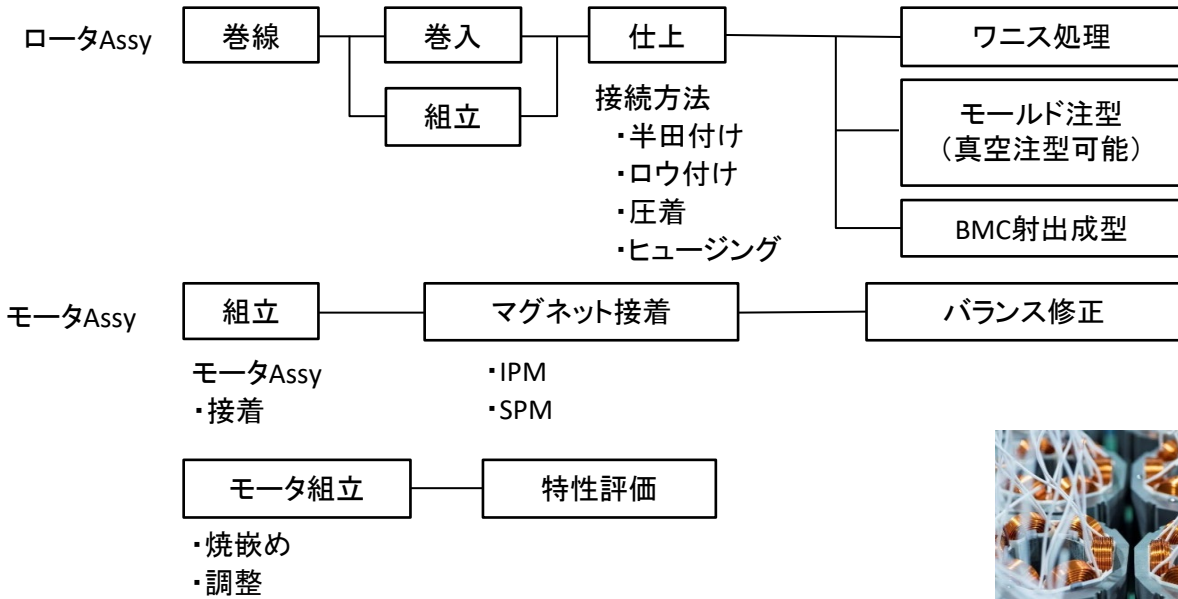 ロータAssy
巻線
巻入
仕上
ワニス処理
組立
接続方法
・半田付け
・ロウ付け
・圧着
・ヒュージング
モールド注型
（真空注型可能）
BMC射出成型
モータAssy
組立
マグネット接着
バランス修正
モータAssy
・接着
・IPM
・SPM
モータ組立
特性評価
・焼嵌め
・調整